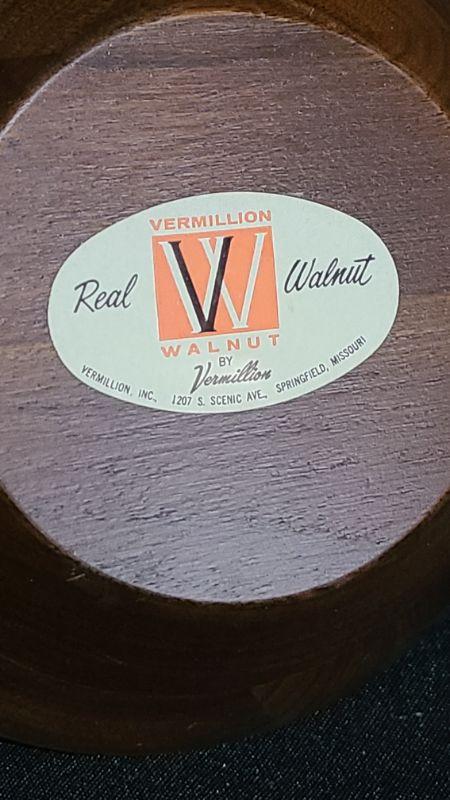 VERMILLION
Real VW Walnut
WALNUT
BY
Vermillion
VERMILLION, INC., 1207 S. SCENIC AVE., SPRINGFIELD, MISSOURI